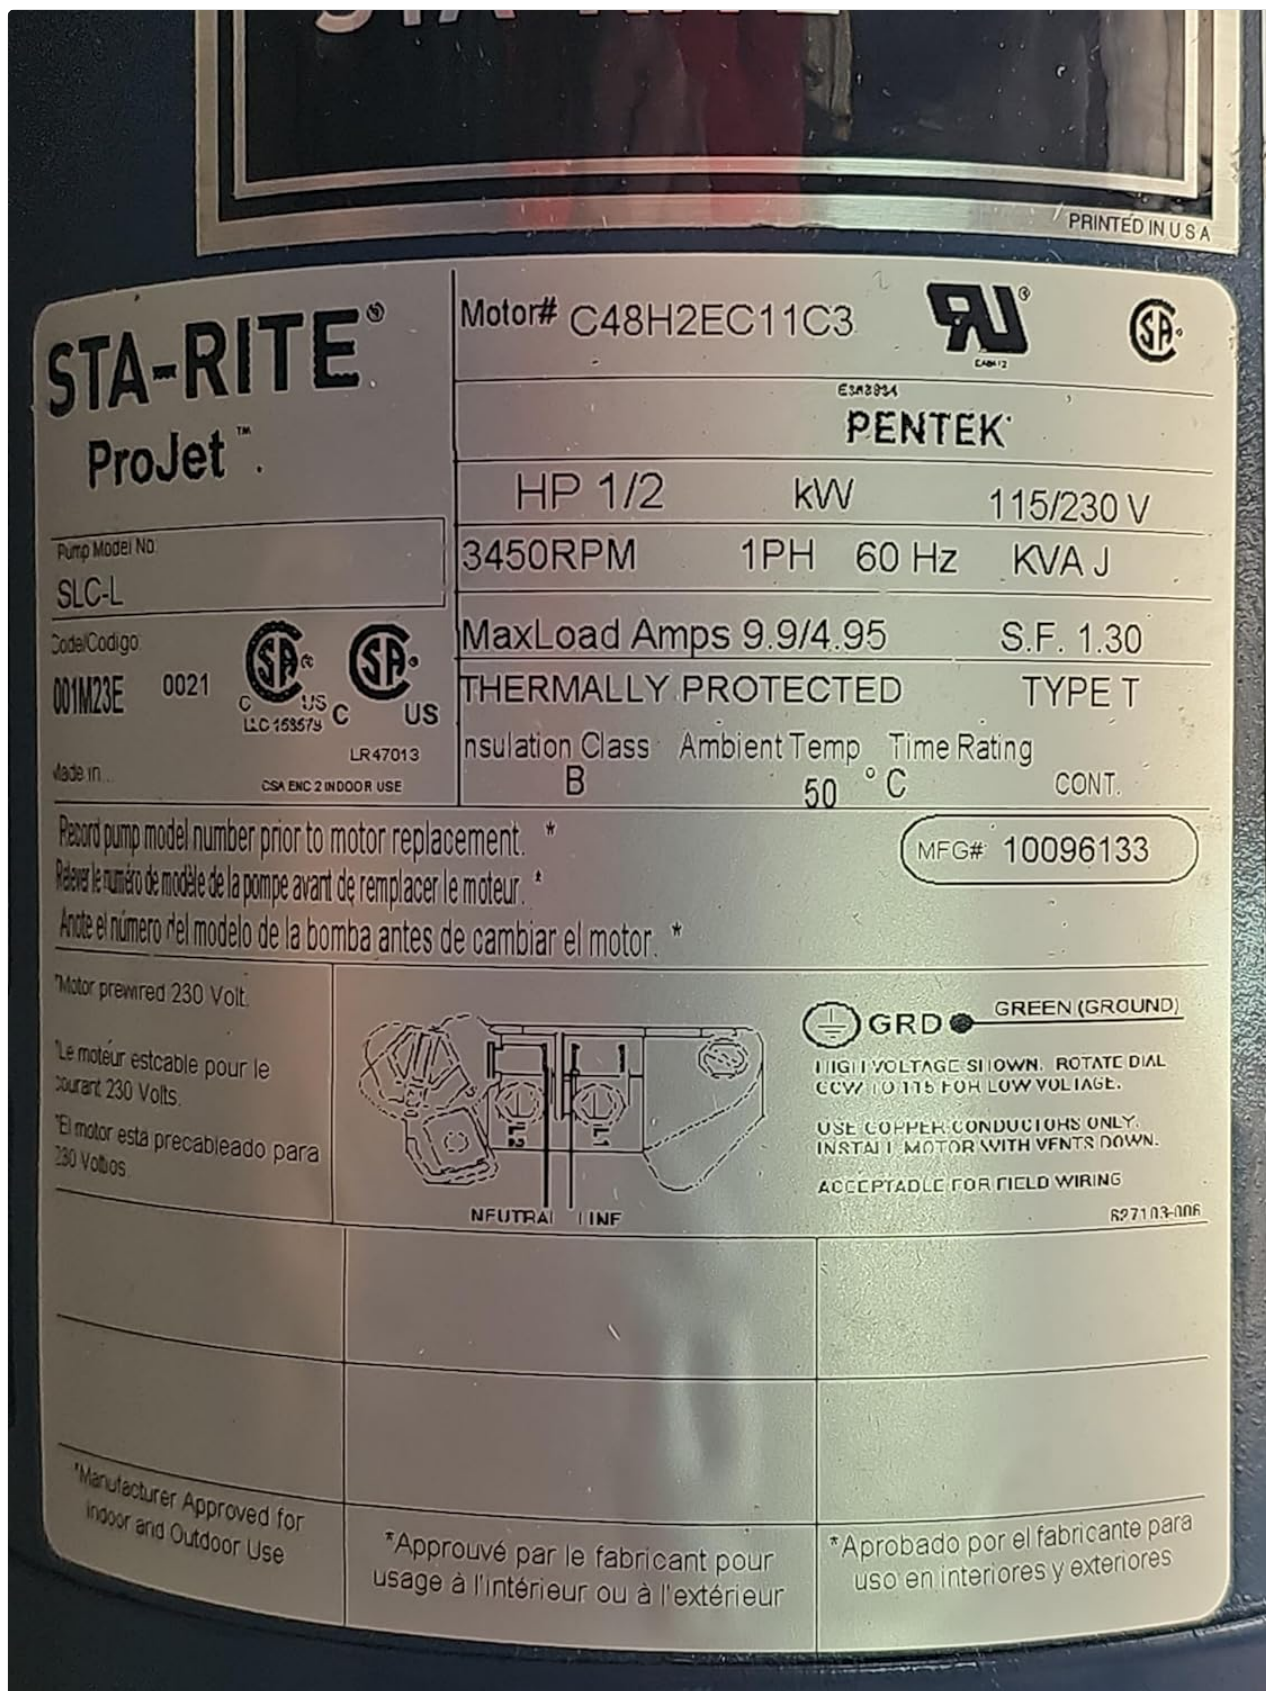 STA-RITE
PRINTED IN U S A
STA-RITE®
ProJet™
Motor# C48H2EC11C3
PENTEK
HP 1/2 kW 115/230 V
Pump Model No.
SLC-L
3450RPM 1PH 60 Hz KVA J
Code/Codigo
001M23E 0021
C US
C US
LR47013
Made in
CSA ENC 2 INDOOR USE
MaxLoad Amps 9.9/4.95 S.F. 1.30
THERMALLY PROTECTED TYPE T
nsulation Class Ambient Temp Time Rating
B 50 °C CONT.
Record pump model number prior to motor replacement. *
Relever le numéro de modèle de la pompe avant de remplacer le moteur. *
Anote el número del modelo de la bomba antes de cambiar el motor. *
MFG# 10096133
*Motor prewired 230 Volt.
*Le moteur estcable pour le
courant 230 Volts.
*El motor esta precableado para
230 Voltios
L2 L1
NEUTRAL LINE
GRD GREEN (GROUND)
HIGH VOLTAGE SHOWN. ROTATE DIAL
CCW TO 115 FOR LOW VOLTAGE.
USE COPPER CONDUCTORS ONLY.
INSTALL MOTOR WITH VENTS DOWN.
ACCEPTABLE FOR FIELD WIRING
*Manufacturer Approved for
Indoor and Outdoor Use
*Approuvé par le fabricant pour
usage à l'intérieur ou à l'extérieur
*Aprobado por el fabricante para
uso en interiores y exteriores